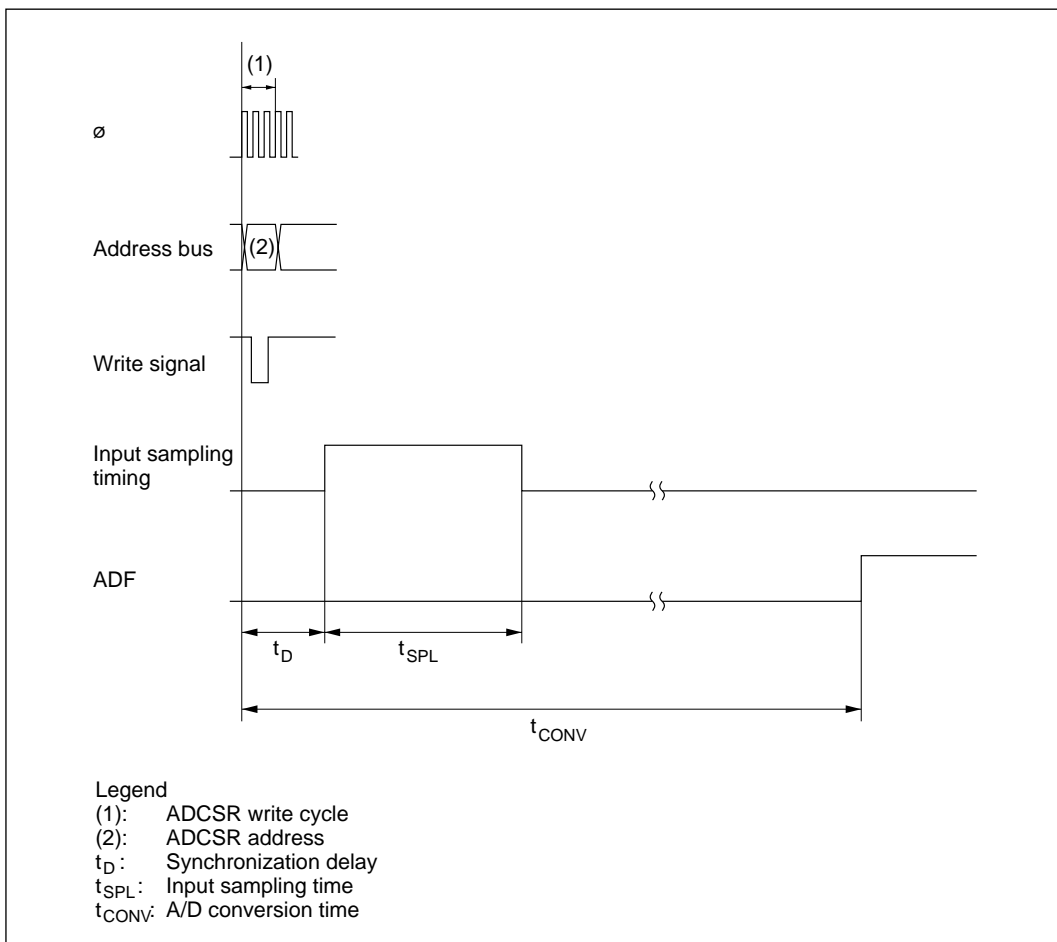 (1)
ø
Address bus
(2)
Write signal
Input sampling
timing
ADF
tD
tSPL
tCONV
Legend
(1): ADCSR write cycle
(2): ADCSR address
tD : Synchronization delay
tSPL : Input sampling time
tCONV: A/D conversion time